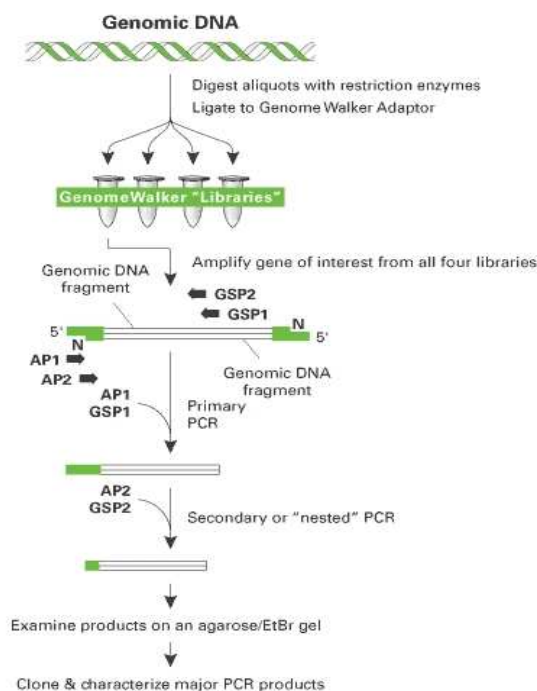 Genomic DNA
Digest aliquots with restriction enzymes
Ligate to Genome Walker Adaptor
GenomeWalker "Libraries"
Amplify gene of interest from all four libraries
Genomic DNA
fragment
GSP2
GSP1
N
5'
5'
N
AP1
AP2
Genomic DNA
fragment
AP1
GSP1
Primary
PCR
AP2
GSP2
Secondary or "nested" PCR
Examine products on an agarose/EtBr gel
Clone & characterize major PCR products